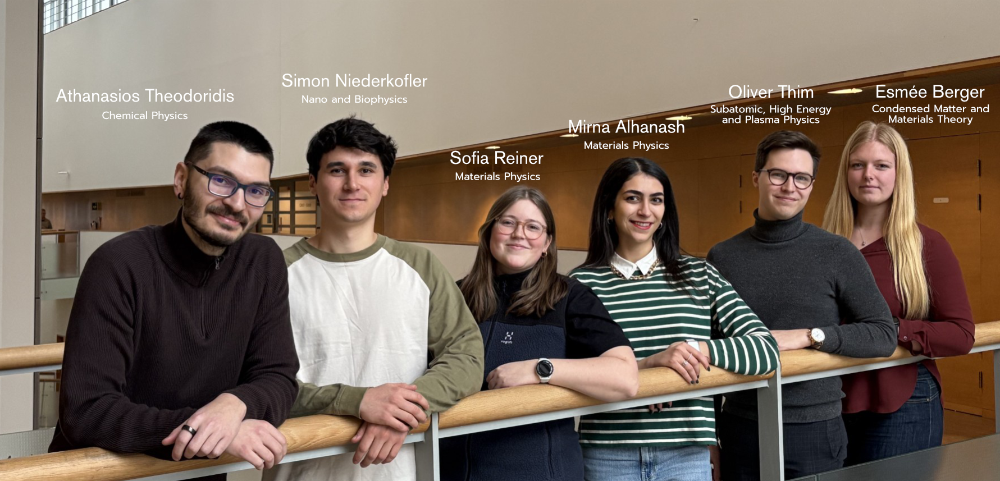 Athanasios Theodoridis
Chemical Physics
Simon Niederkofler
Nano and Biophysics
Sofia Reiner
Materials Physics
Mirna Alhanash
Materials Physics
Oliver Thim
Subatomic, High Energy
and Plasma Physics
Esmée Berger
Condensed Matter and
Materials Theory